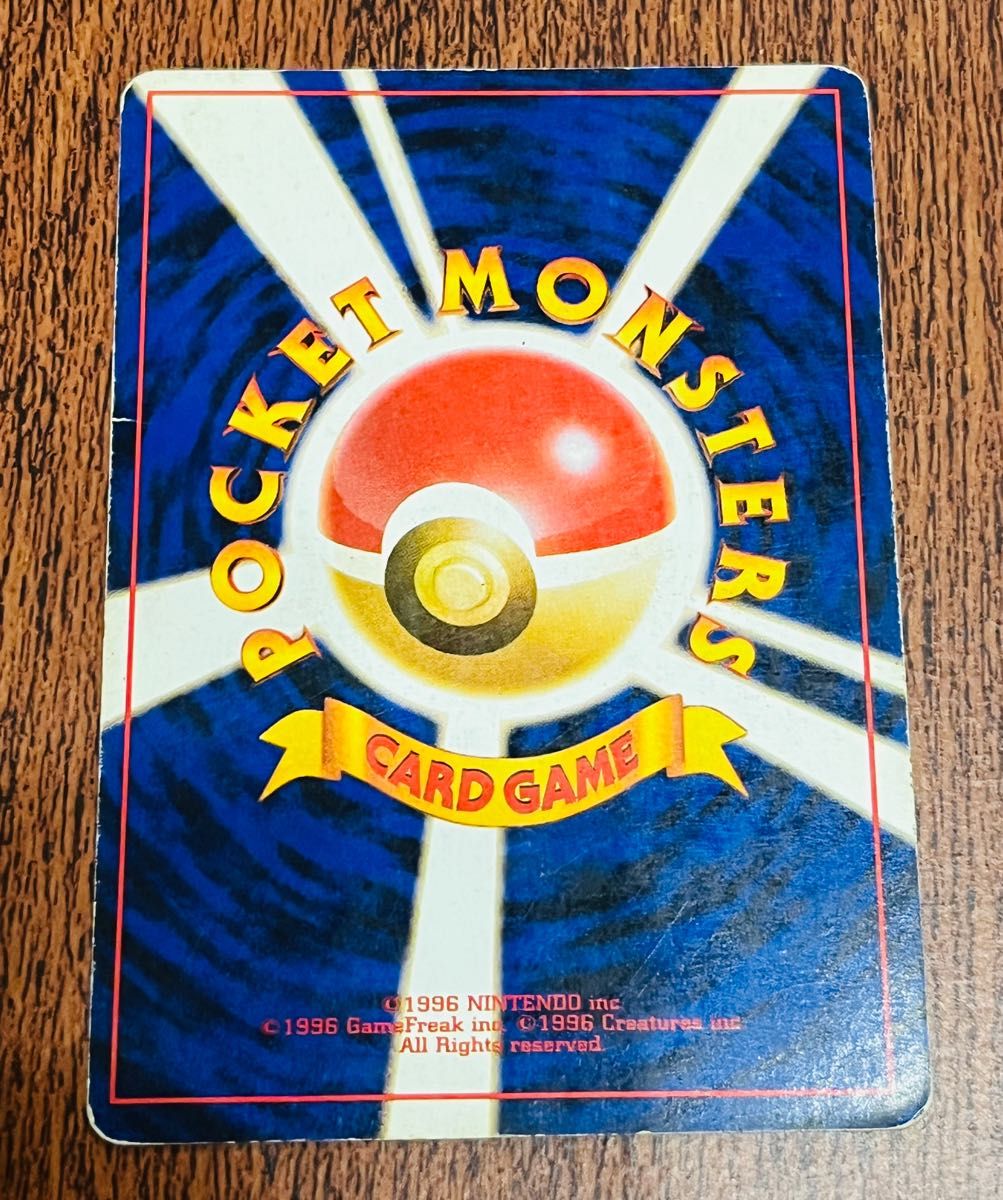 POCKET MONSTERS
CARD GAME
©1996 NINTENDO inc
©1996 GameFreak inc. ©1996 Creatures inc
All Rights reserved.